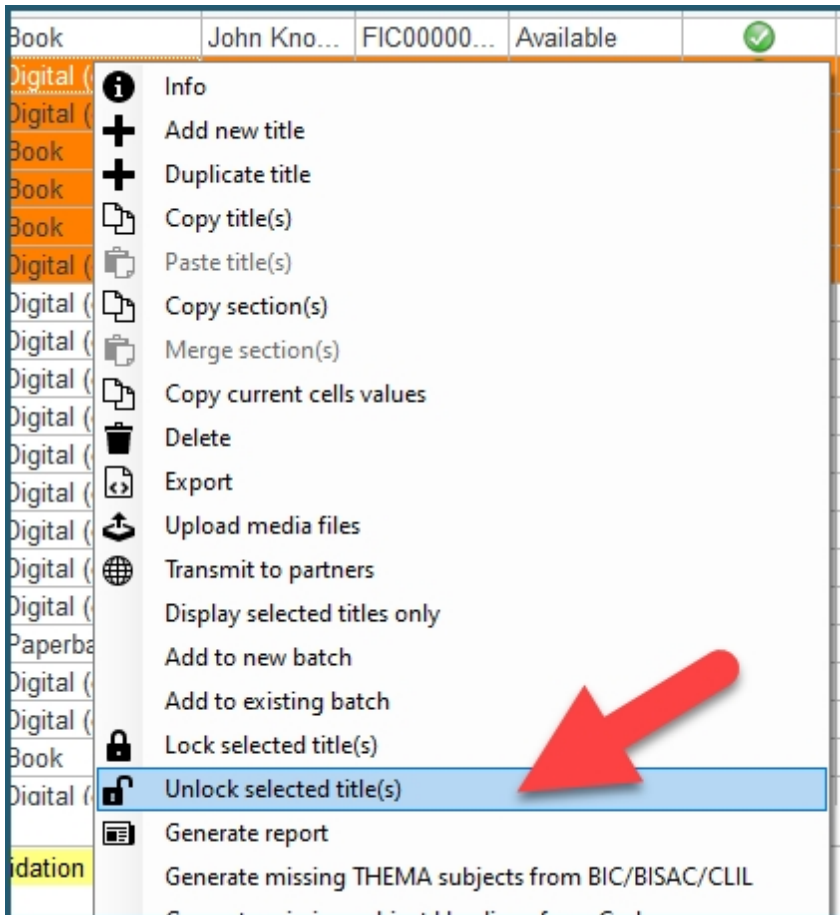 Book John Kno... FIC00000... Available
Digital (
Info
Digital (
Add new title
Book
Book
Duplicate title
Book
Copy title(s)
Digital (
Paste title(s)
Digital (
Copy section(s)
Digital (
Merge section(s)
Digital (
Copy current cells values
Digital (
Digital (
Delete
Digital (
Export
Digital (
Upload media files
Digital (
Transmit to partners
Digital (
Display selected titles only
Paperba
Add to new batch
Digital (
Digital (
Add to existing batch
Book
Lock selected title(s)
Digital (
Unlock selected title(s)
Generate report
idation
Generate missing THEMA subjects from BIC/BISAC/CLIL